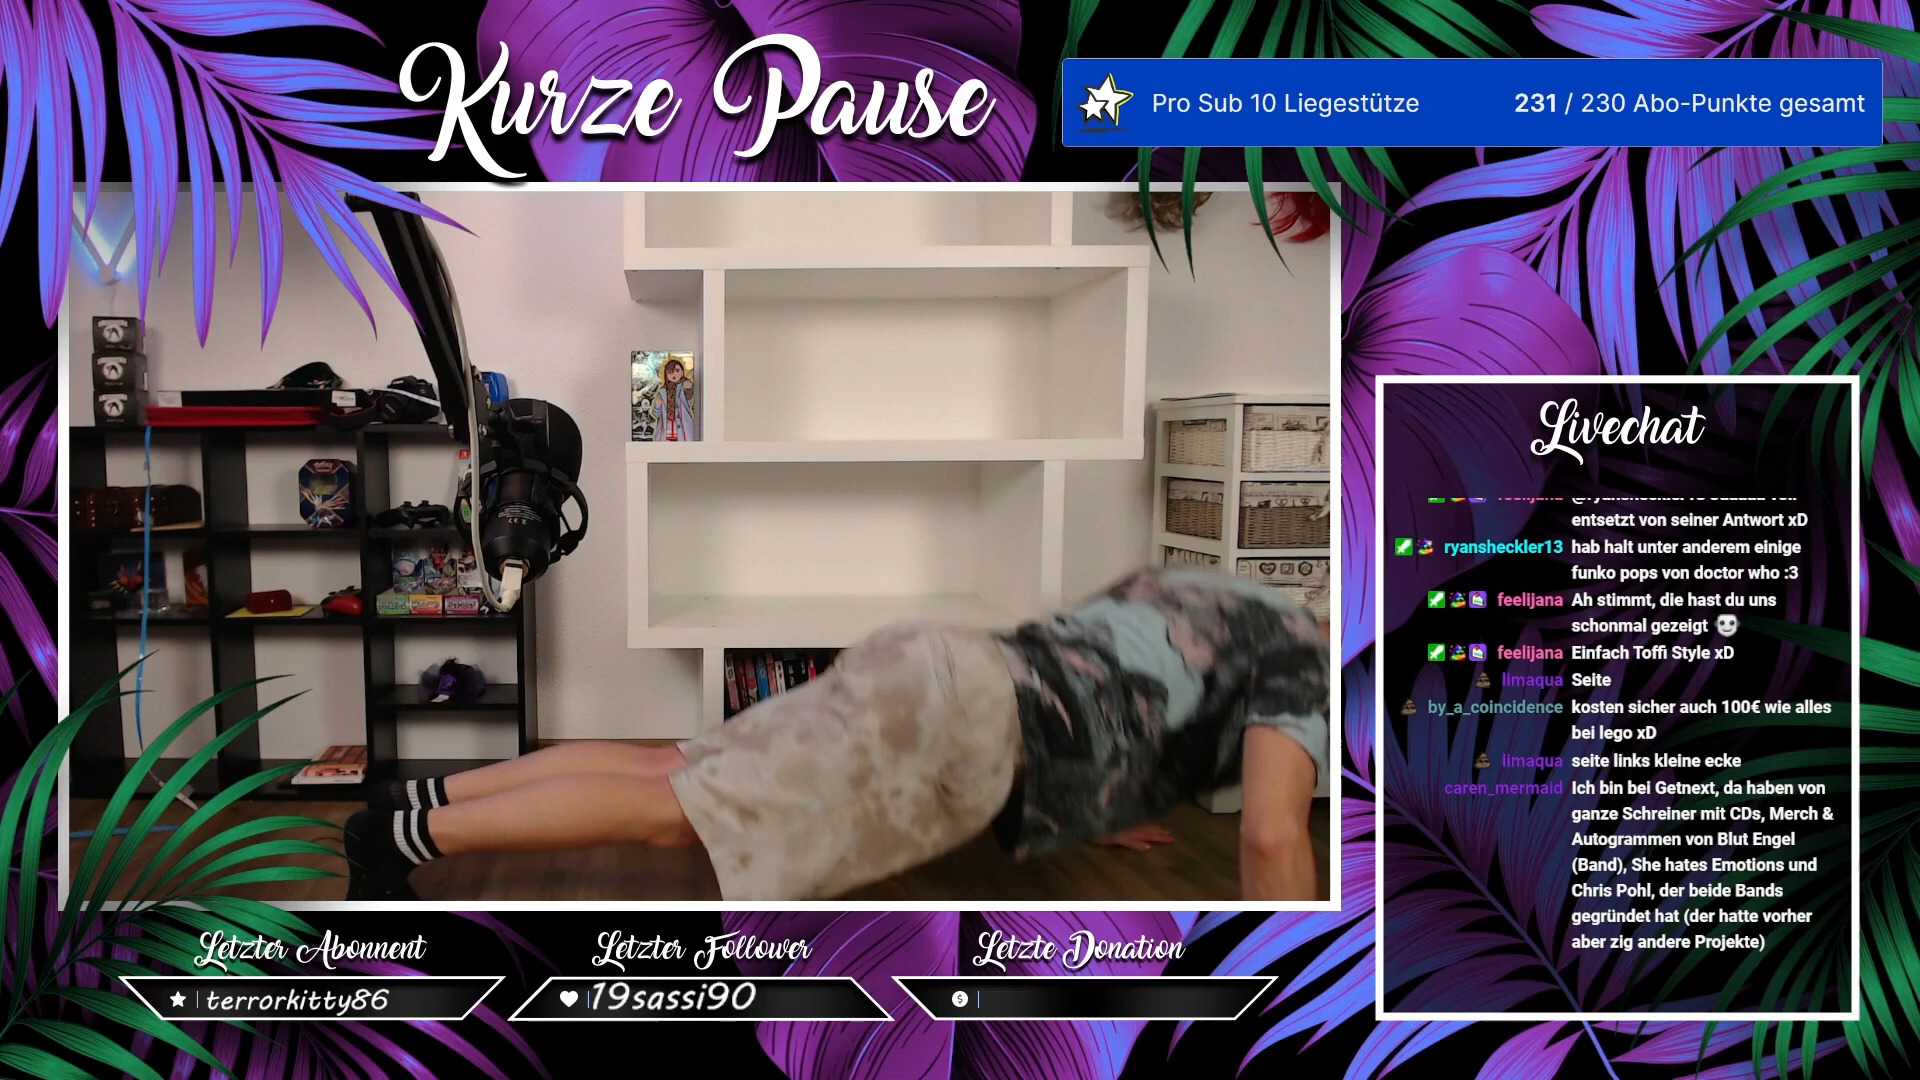 Kurze Pause
Pro Sub 10 Liegestütze
231 / 230 Abo-Punkte gesamt
Livechat
feelijana
entsetzt von seiner Antwort xD
ryansheckler13 hab halt unter anderem einige
funko pops von doctor who :3
feelijana Ah stimmt, die hast du uns
schonmal gezeigt
feelijana Einfach Toffi Style xD
limaqua Seite
by_a_coincidence kosten sicher auch 100€ wie alles
bei lego xD
limaqua seite links kleine ecke
caren_mermaid Ich bin bei Getnext, da haben von
ganze Schreiner mit CDs, Merch &
Autogrammen von Blut Engel
(Band), She hates Emotions und
Chris Pohl, der beide Bands
gegründet hat (der hatte vorher
aber zig andere Projekte)
Letzter Abonnent
terrorkitty86
Letzter Follower
19sassi90
Letzte Donation